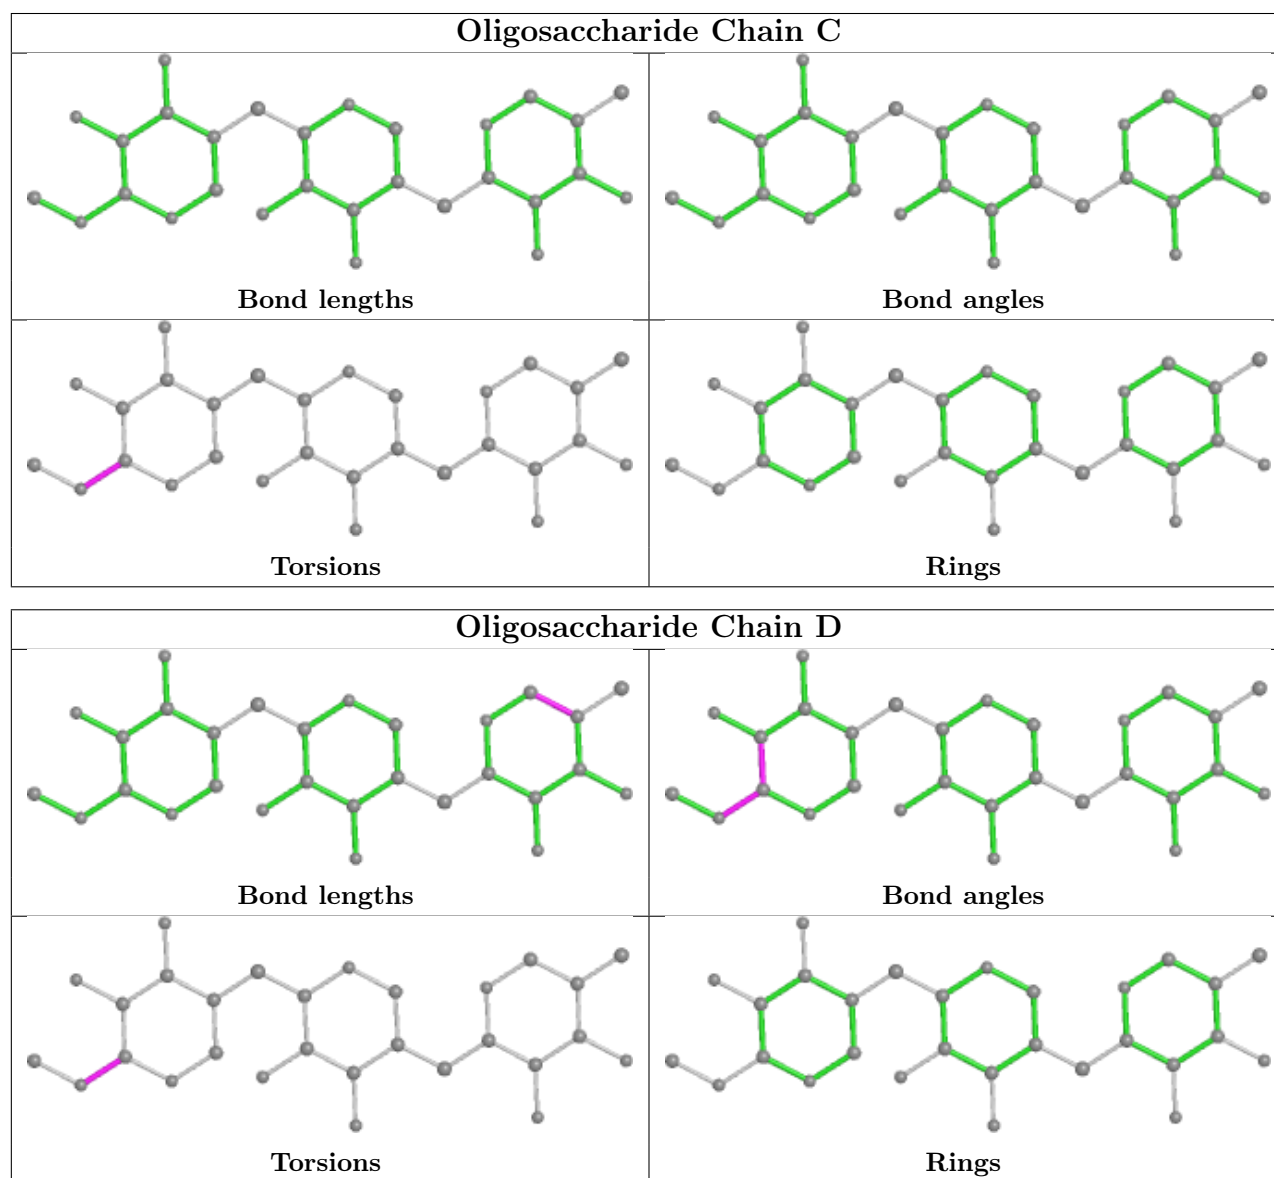 Oligosaccharide Chain C
Bond lengths
Bond angles
Torsions
Rings
Oligosaccharide Chain D
Bond lengths
Bond angles
Torsions
Rings